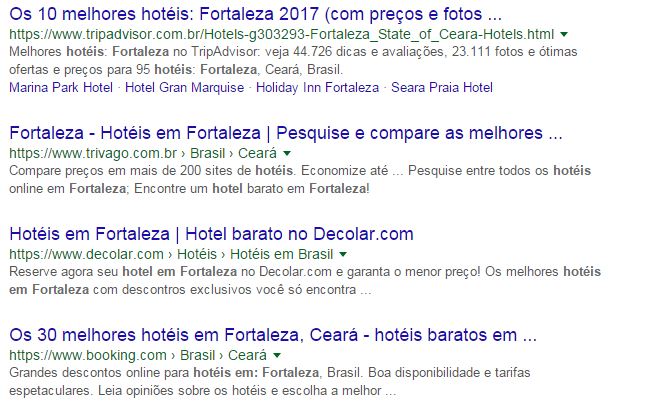 Os 10 melhores hotéis: Fortaleza 2017 (com preços e fotos ...
https://www.tripadvisor.com.br/Hotels-g303293-Fortaleza_State_of_Ceara-Hotels.html
Melhores hotéis: Fortaleza no TripAdvisor: veja 44.726 dicas e avaliações, 23.111 fotos e ótimas
ofertas e preços para 95 hotéis: Fortaleza, Ceará, Brasil.
Marina Park Hotel · Hotel Gran Marquise · Holiday Inn Fortaleza · Seara Praia Hotel
Fortaleza - Hotéis em Fortaleza | Pesquise e compare as melhores ...
https://www.trivago.com.br › Brasil › Ceará
Compare preços em mais de 200 sites de hotéis. Economize até ... Pesquise entre todos os hotéis
online em Fortaleza; Encontre um hotel barato em Fortaleza!
Hotéis em Fortaleza | Hotel barato no Decolar.com
https://www.decolar.com › Hotéis › Hotéis em Brasil
Reserve agora seu hotel em Fortaleza no Decolar.com e garanta o menor preço! Os melhores hotéis
em Fortaleza com descontros exclusivos você só encontra ...
Os 30 melhores hotéis em Fortaleza, Ceará - hotéis baratos em ...
https://www.booking.com › Brasil › Ceará
Grandes descontos online para hotéis em: Fortaleza, Brasil. Boa disponibilidade e tarifas
espetaculares. Leia opiniões sobre os hotéis e escolha a melhor ...